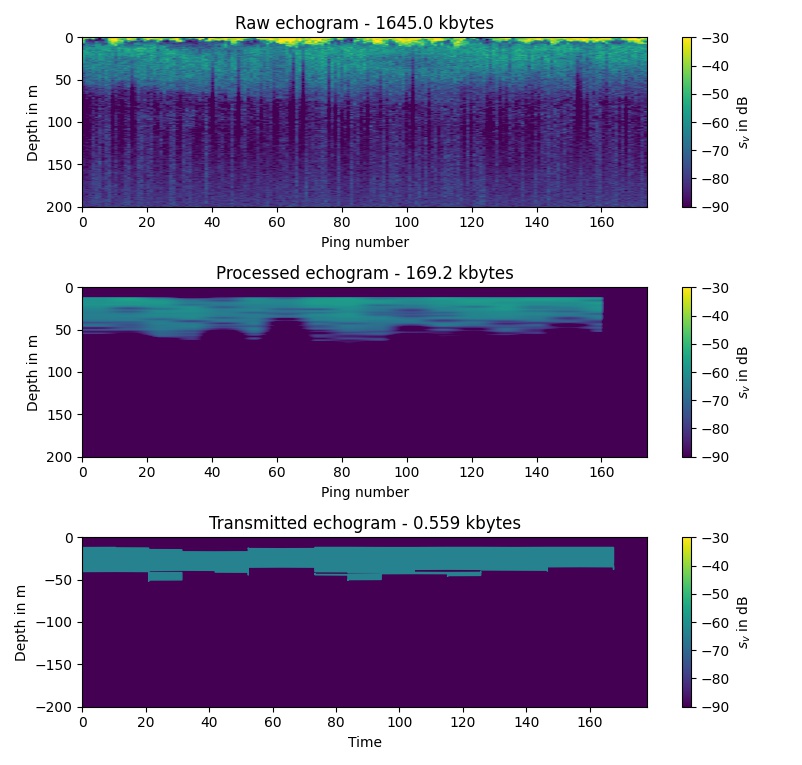 Raw echogram - 1645.0 kbytes
0
50
100
150
200
Depth in m
0 20 40 60 80 100 120 140 160
Ping number
−30
−40
−50
−60
−70
−80
−90
sᵥ in dB
Processed echogram - 169.2 kbytes
0
50
100
150
200
Depth in m
0 20 40 60 80 100 120 140 160
Ping number
−30
−40
−50
−60
−70
−80
−90
sᵥ in dB
Transmitted echogram - 0.559 kbytes
0
−50
−100
−150
−200
Depth in m
0 20 40 60 80 100 120 140 160
Time
−30
−40
−50
−60
−70
−80
−90
sᵥ in dB